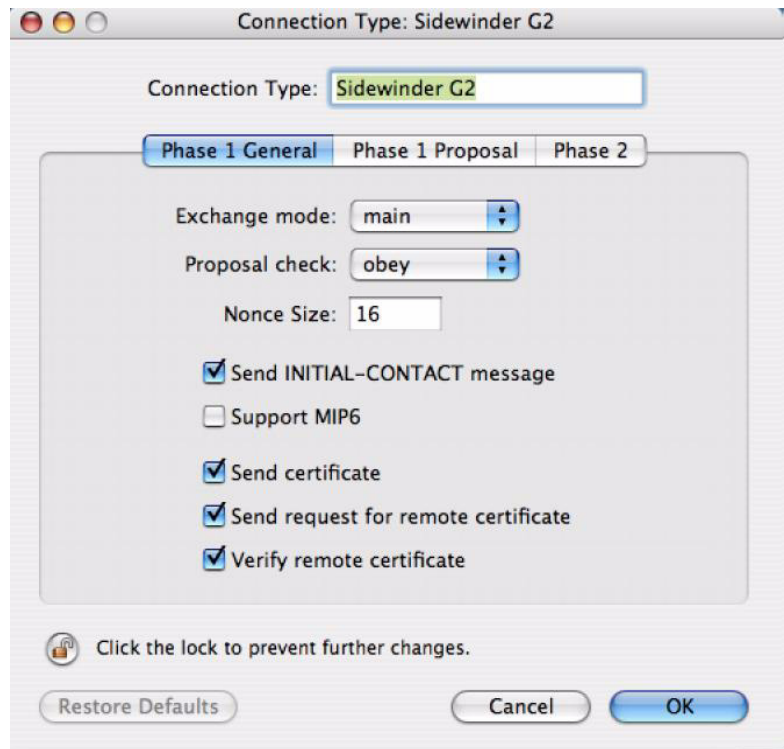 Connection Type: Sidewinder G2
Connection Type: Sidewinder G2
Phase 1 General Phase 1 Proposal Phase 2
Exchange mode: main
Proposal check: obey
Nonce Size: 16
Send INITIAL-CONTACT message
Support MIP6
Send certificate
Send request for remote certificate
Verify remote certificate
Click the lock to prevent further changes.
Restore Defaults Cancel OK